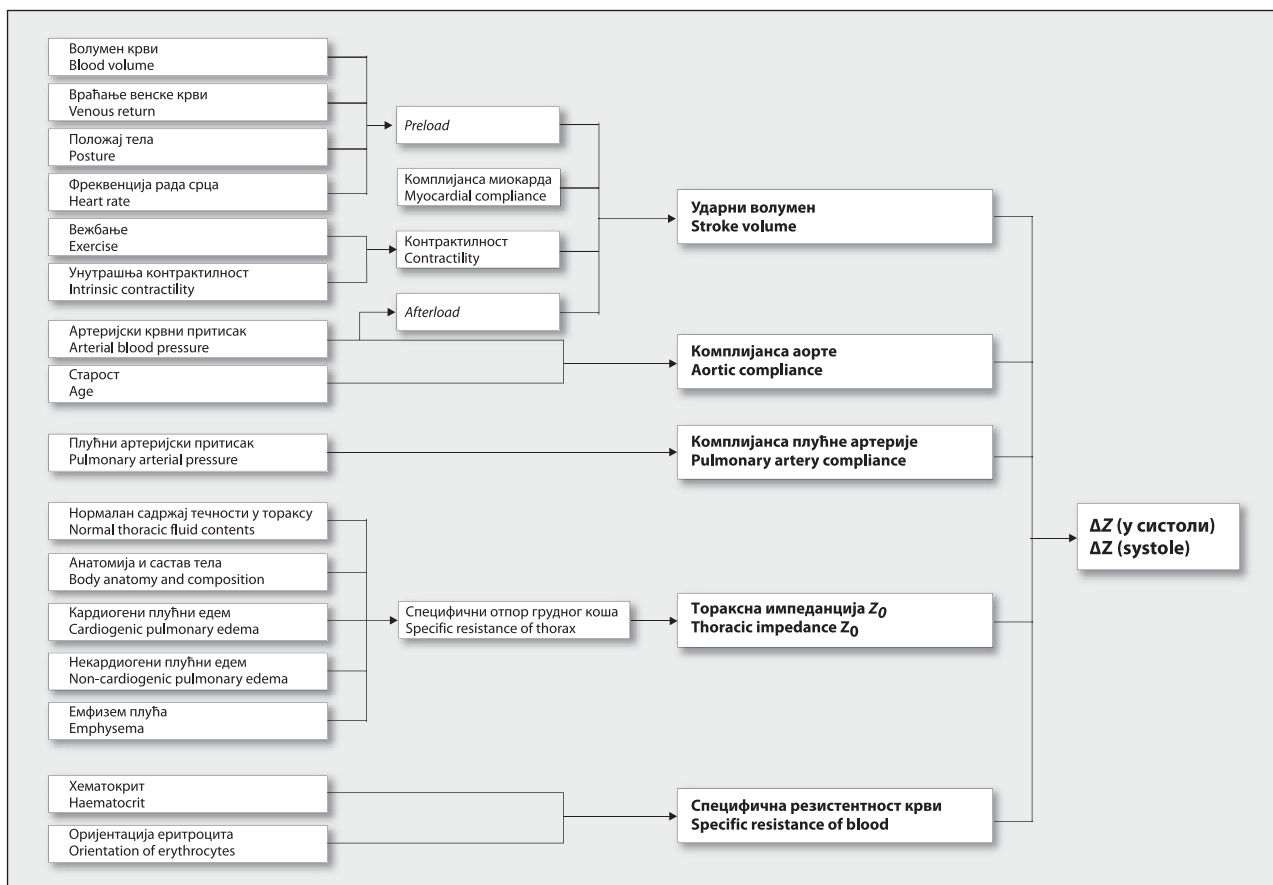 Волумен крви
Blood volume
Враћање венске крви
Venous return
Положај тела
Posture
Фреквенција рада срца
Heart rate
Вежбање
Exercise
Унутрашња контрактилност
Intrinsic contractility
Артеријски крвни притисак
Arterial blood pressure
Старост
Age
Плућни артеријски притисак
Pulmonary arterial pressure
Нормалан садржај течности у тораксу
Normal thoracic fluid contents
Анатомија и састав тела
Body anatomy and composition
Кардиогени плућни едем
Cardiogenic pulmonary edema
Некардиогени плућни едем
Non-cardiogenic pulmonary edema
Емфизем плућа
Emphysema
Хематокрит
Haematocrit
Оријентација еритроцита
Orientation of erythrocytes
Preload
Комплијанса миокарда
Myocardial compliance
Контрактилност
Contractility
Afterload
Специфични отпор грудног коша
Specific resistance of thorax
Ударни волумен
Stroke volume
Комплијанса аорте
Aortic compliance
Комплијанса плућне артерије
Pulmonary artery compliance
Тораксна импеданција Z0
Thoracic impedance Z0
Специфична резистентност крви
Specific resistance of blood
ΔZ (у систоли)
ΔZ (systole)